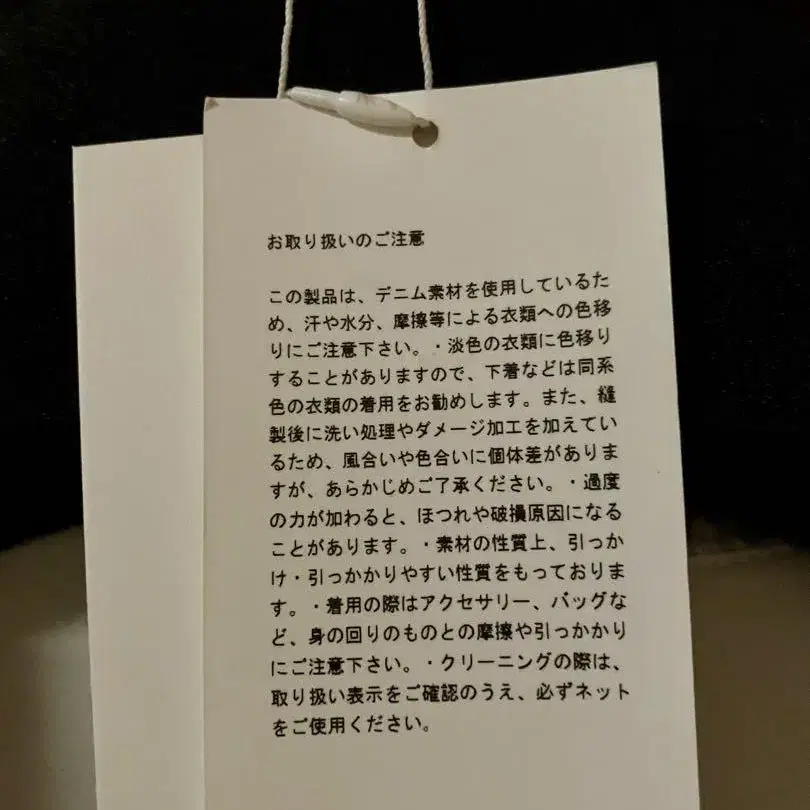 お取り扱いのご注意
この製品は、デニム素材を使用しているた
め、汗や水分、摩擦等による衣類への色移
りにご注意下さい。・淡色の衣類に色移り
することがありますので、下着などは同系
色の衣類の着用をお勧めします。また、縫
製後に洗い処理やダメージ加工を加えてい
るため、風合いや色合いに個体差がありま
すが、あらかじめご了承ください。・過度
の力が加わると、ほつれや破損原因になる
ことがあります。・素材の性質上、引っか
け・引っかかりやすい性質をもっておりま
す。・着用の際はアクセサリー、バッグな
ど、身の回りのものとの摩擦や引っかかり
にご注意下さい。・クリーニングの際は、
取り扱い表示をご確認のうえ、必ずネット
をご使用ください。